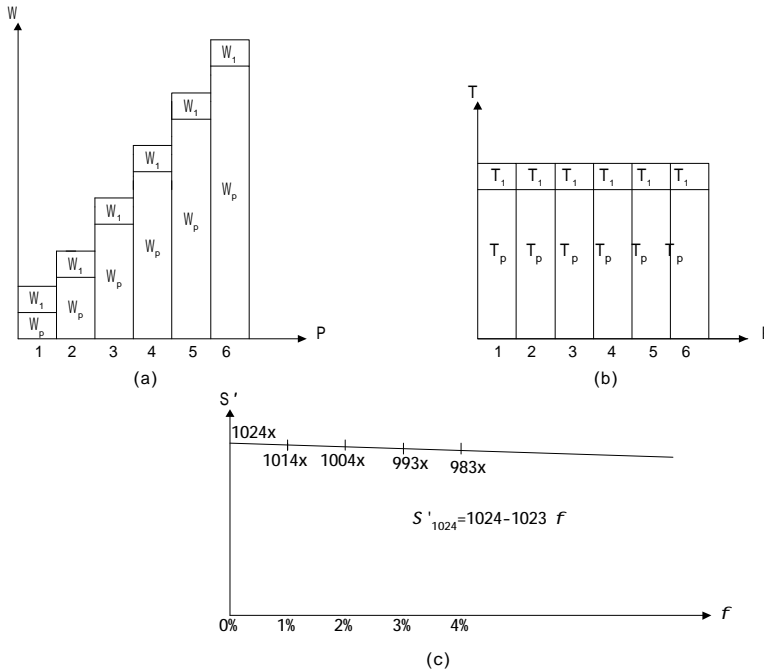 W
W₁
W₁
W₁
W₁
W₁
W₁
Wₚ
Wₚ
Wₚ
Wₚ
Wₚ
Wₚ
P
1 2 3 4 5 6
(a)
T
T₁ T₁ T₁ T₁ T₁ T₁
Tₚ Tₚ Tₚ Tₚ Tₚ Tₚ
1 2 3 4 5 6
(b)
S'
1024x
1014x 1004x 993x 983x
S'₁₀₂₄=1024-1023 f
0% 1% 2% 3% 4%
f
(c)